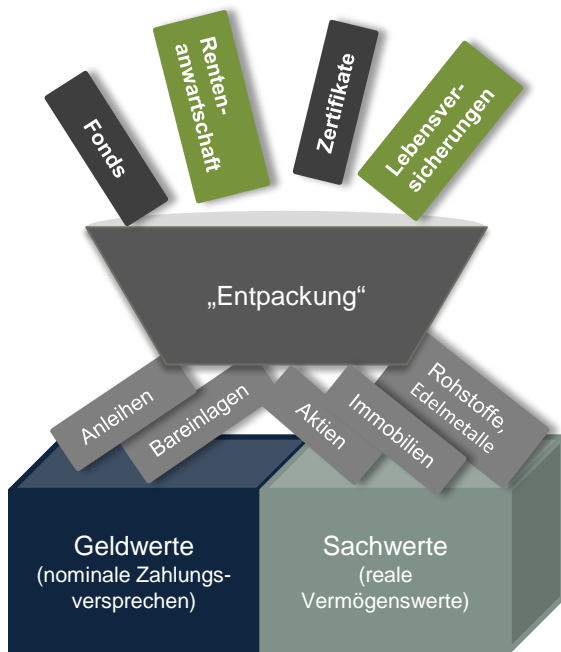 Fonds
Renten-
anwartschaft
Zertifikate
Lebensver-
sicherungen
„Entpackung“
Anleihen
Bareinlagen
Aktien
Immobilien
Rohstoffe,
Edelmetalle
Geldwerte
(nominale Zahlungs-
versprechen)
Sachwerte
(reale
Vermögenswerte)